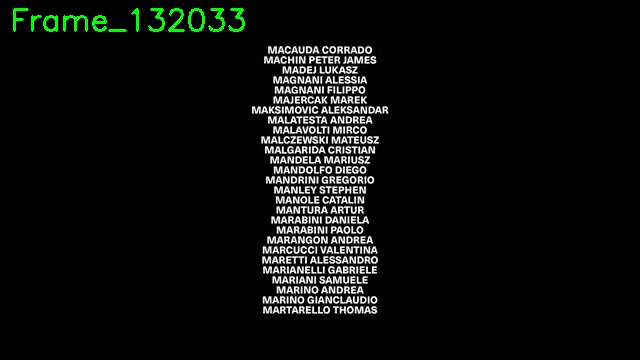 Frame_132033
MACAUDA CORRADO
MACHIN PETER JAMES
MADEJ LUKASZ
MAGNANI ALESSIA
MAGNANI FILIPPO
MAJERCAK MAREK
MAKSIMOVIC ALEKSANDAR
MALATESTA ANDREA
MALAVOLTI MIRCO
MALCZEWSKI MATEUSZ
MALGARIDA CRISTIAN
MANDELA MARIUSZ
MANDOLFO DIEGO
MANDRINI GREGORIO
MANLEY STEPHEN
MANOLE CATALIN
MANTURA ARTUR
MARABINI DANIELA
MARABINI PAOLO
MARANGON ANDREA
MARCUCCI VALENTINA
MARETTI ALESSANDRO
MARIANELLI GABRIELE
MARIANI SAMUELE
MARINO ANDREA
MARINO GIANCLAUDIO
MARTARELLO THOMAS